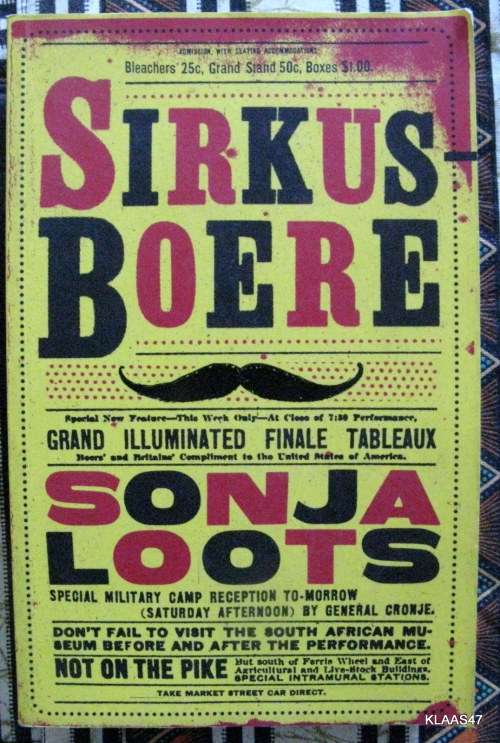 ADMISSION, WITH SEATING ACCOMMODATIONS:
Bleachers 25c, Grand Stand 50c, Boxes $1.00.
SIRKUS-
BOERE
Special New Feature—This Week Only—At Close of 7:30 Performance,
GRAND ILLUMINATED FINALE TABLEAUX
Boers' and Britains' Compliment to the United States of America.
SONJA
LOOTS
SPECIAL MILITARY CAMP RECEPTION TO-MORROW
(SATURDAY AFTERNOON) BY GENERAL CRONJE.
DON'T FAIL TO VISIT THE SOUTH AFRICAN MU-
SEUM BEFORE AND AFTER THE PERFORMANCE.
NOT ON THE PIKE
But south of Ferris Wheel and East of
Agricultural and Live-Stock Buildings,
SPECIAL INTRAMURAL STATIONS.
TAKE MARKET STREET CAR DIRECT.
KLAAS47